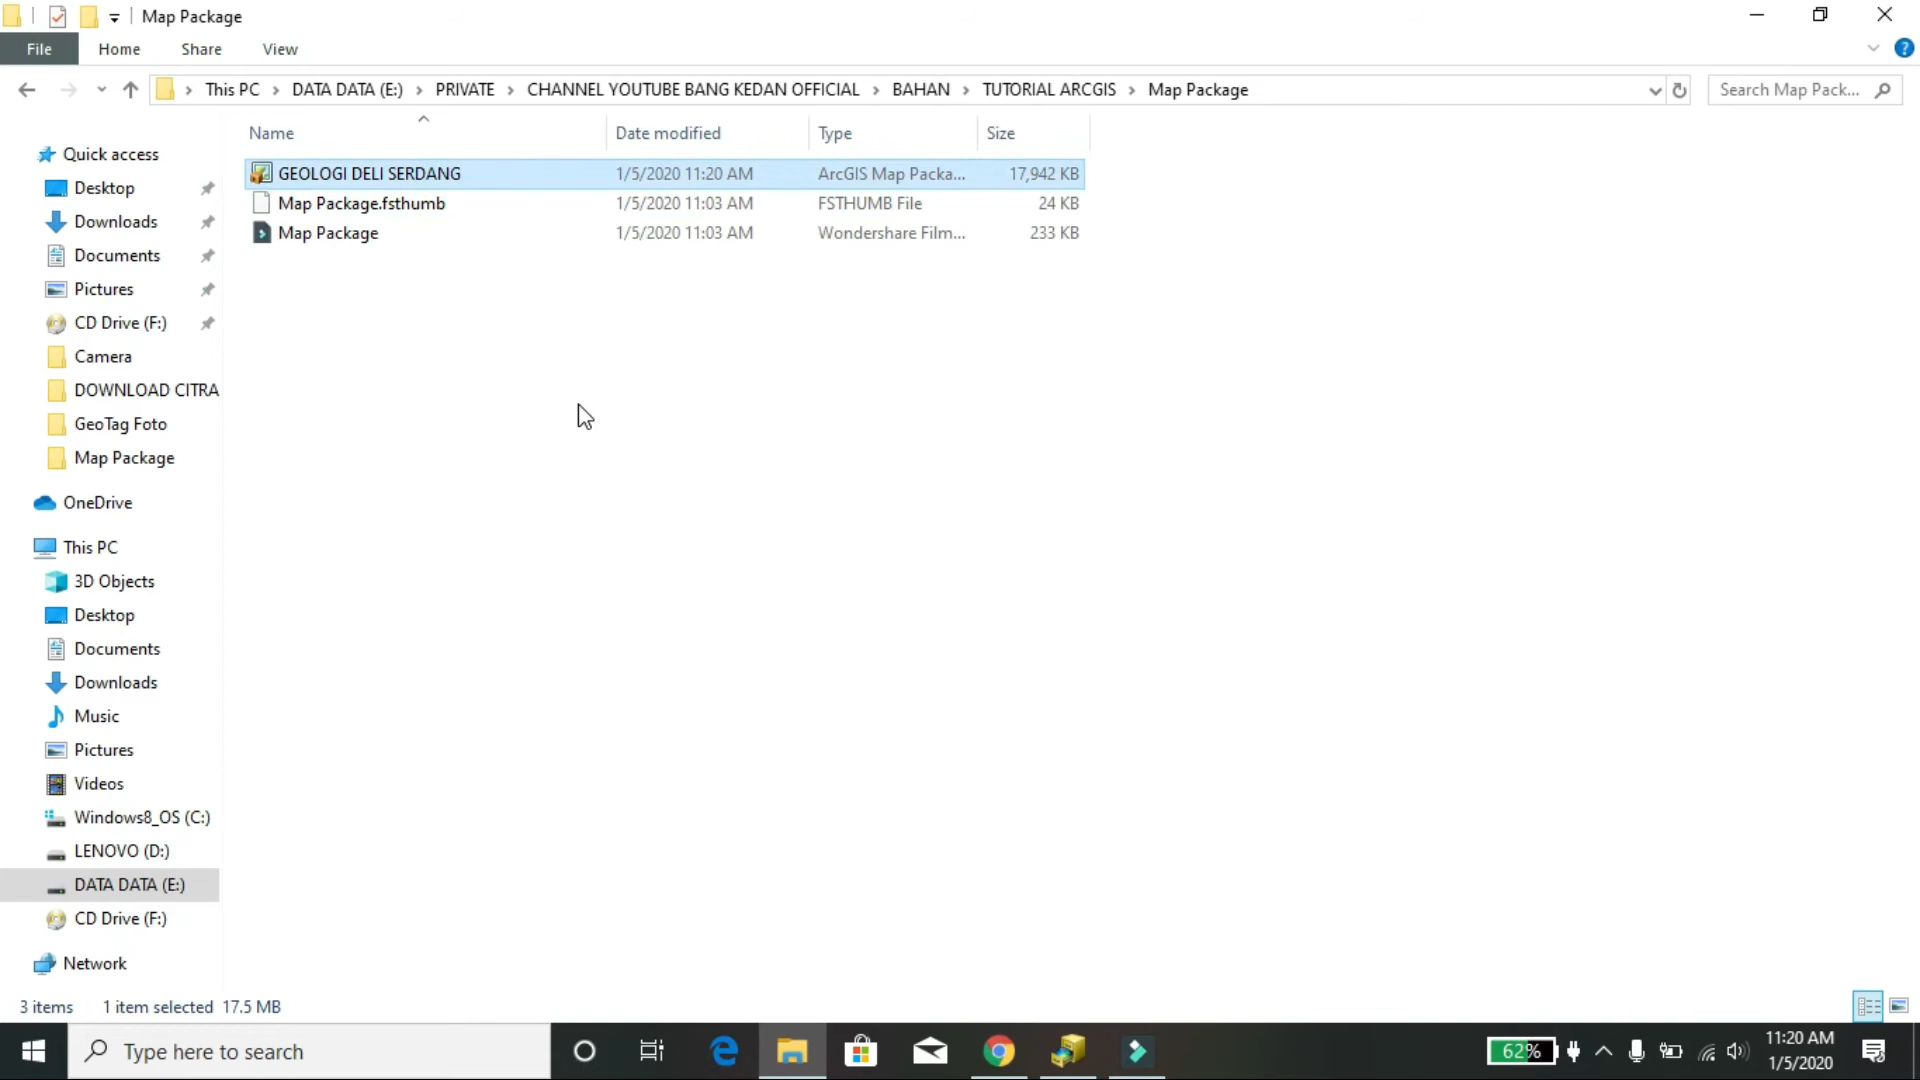 Map Package
File Home Share View
This PC DATA DATA (E:) PRIVATE CHANNEL YOUTUBE BANG KEDAN OFFICIAL BAHAN TUTORIAL ARCGIS Map Package Search Map Pack...
Name Date modified Type Size
GEOLOGI DELI SERDANG 1/5/2020 11:20 AM ArcGIS Map Packa... 17,942 KB
Map Package.fsthumb 1/5/2020 11:03 AM FSTHUMB File 24 KB
Map Package 1/5/2020 11:03 AM Wondershare Film... 233 KB
Quick access
Desktop
Downloads
Documents
Pictures
CD Drive (F:)
Camera
DOWNLOAD CITRA
GeoTag Foto
Map Package
OneDrive
This PC
3D Objects
Desktop
Documents
Downloads
Music
Pictures
Videos
Windows8_OS (C:)
LENOVO (D:)
DATA DATA (E:)
CD Drive (F:)
Network
3 items 1 item selected 17.5 MB
Type here to search
62%
11:20 AM
1/5/2020